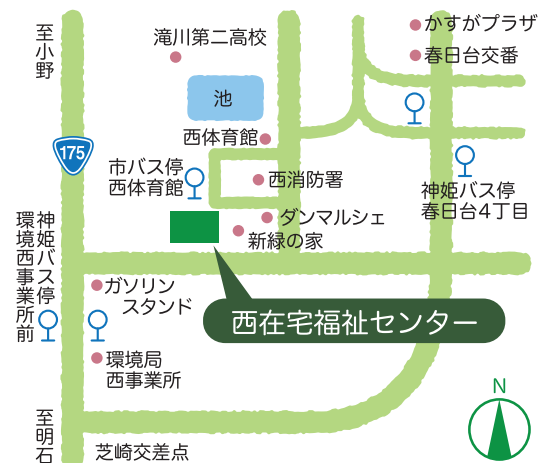 至小野
滝川第二高校
かすがプラザ
春日台交番
池
西体育館
175
市バス停
西体育館
西消防署
神姫バス停
春日台4丁目
ダンマルシェ
新緑の家
神姫バス停
環境西事業所前
ガソリン
スタンド
西在宅福祉センター
環境局
西事業所
至明石
芝崎交差点
N